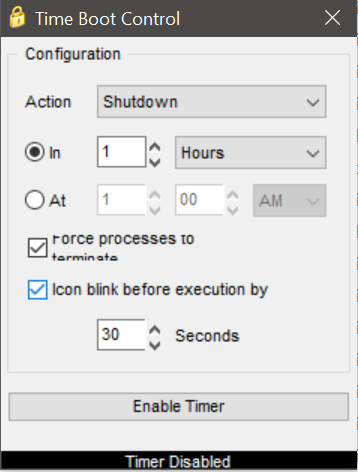 Time Boot Control
Configuration
Action Shutdown
In 1 Hours
At 1 00 AM
Force processes to
terminate
Icon blink before execution by
30 Seconds
Enable Timer
Timer Disabled